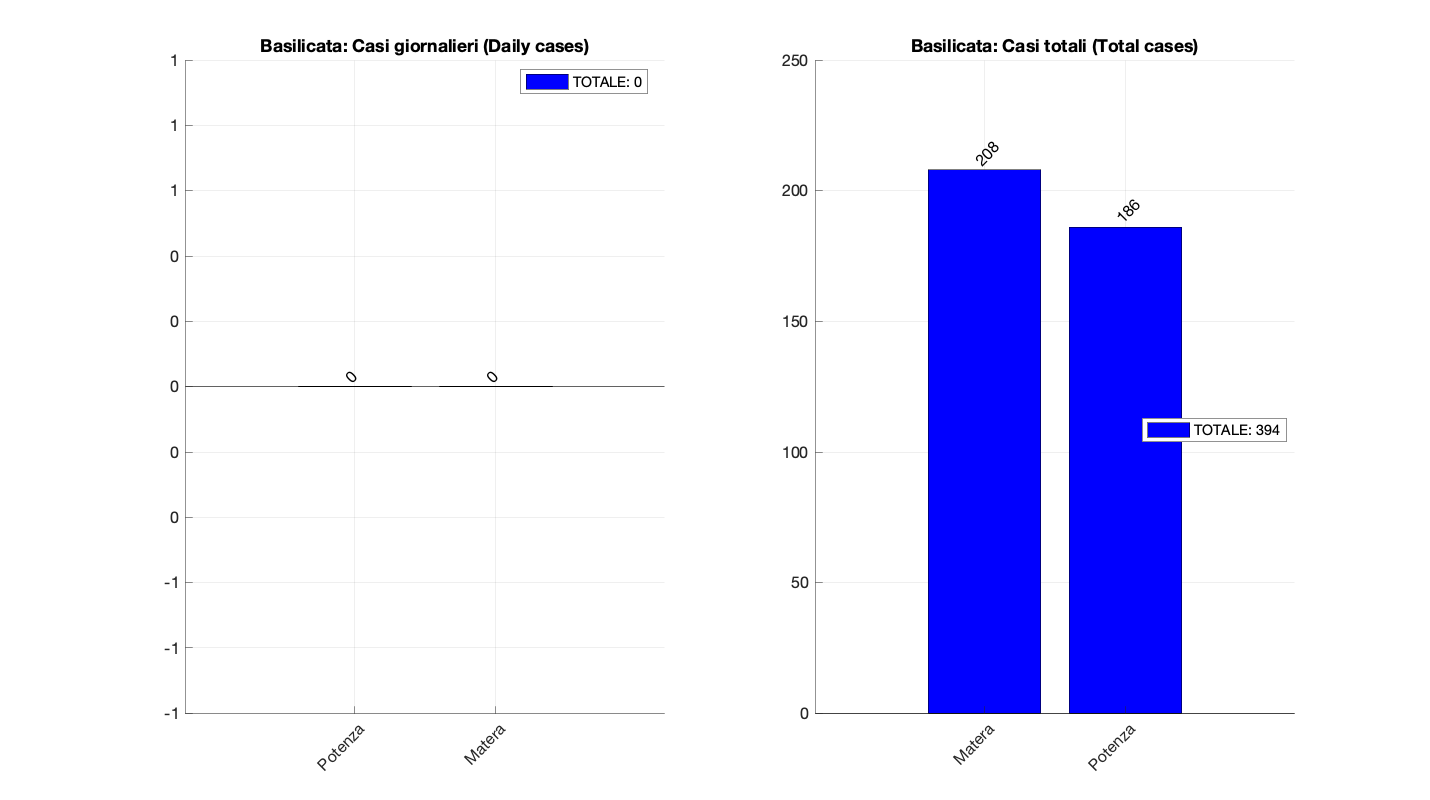 Basilicata: Casi giornalieri (Daily cases)
TOTALE: 0
1
1
1
0
0
0
0
0
-1
-1
-1
0
0
Potenza
Matera
Basilicata: Casi totali (Total cases)
250
200
150
100
50
0
208
186
TOTALE: 394
Matera
Potenza